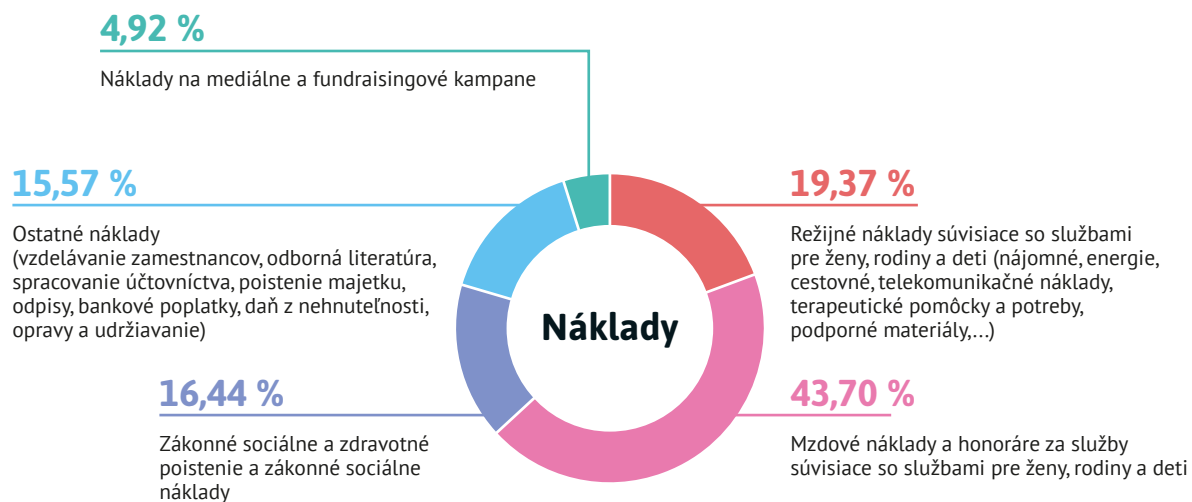 4,92 %
Náklady na mediálne a fundraisingové kampane
15,57 %
Ostatné náklady
(vzdelávanie zamestnancov, odborná literatúra,
spracovanie účtovníctva, poistenie majetku,
odpisy, bankové poplatky, daň z nehnuteľnosti,
opravy a udržiavanie)
19,37 %
Režijné náklady súvisiace so službami
pre ženy, rodiny a deti (nájomné, energie,
cestovné, telekomunikačné náklady,
terapeutické pomôcky a potreby,
podporné materiály,...)
Náklady
16,44 %
Zákonné sociálne a zdravotné
poistenie a zákonné sociálne
náklady
43,70 %
Mzdové náklady a honoráre za služby
súvisiace so službami pre ženy, rodiny a deti